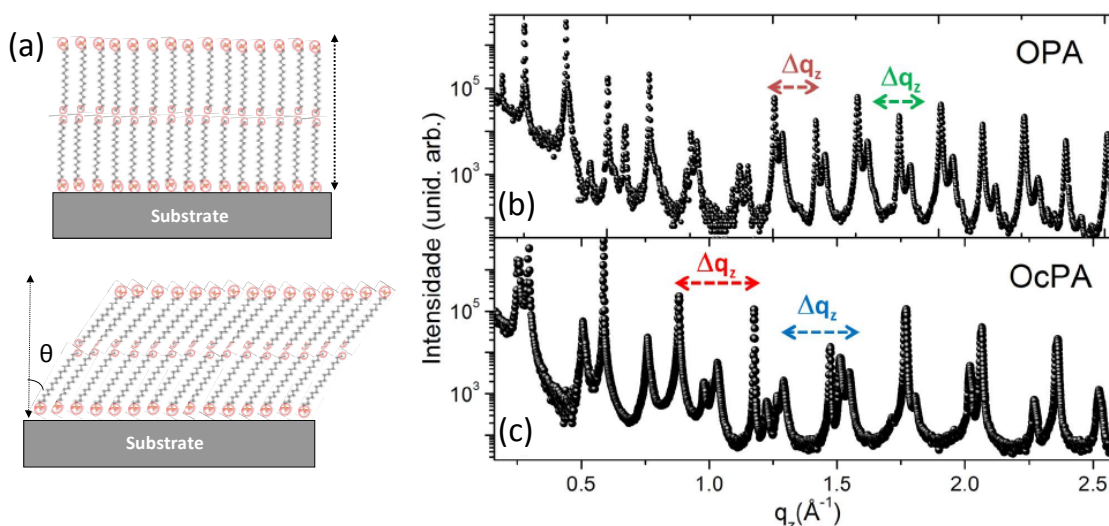 (a)
Substrate
θ
Substrate
Intensidade (unid. arb.)
10⁵
10³
Δq_z
Δq_z
OPA
(b)
10⁵
10³
Δq_z
Δq_z
OcPA
(c)
0.5 1.0 1.5 2.0 2.5
q_z(Å⁻¹)